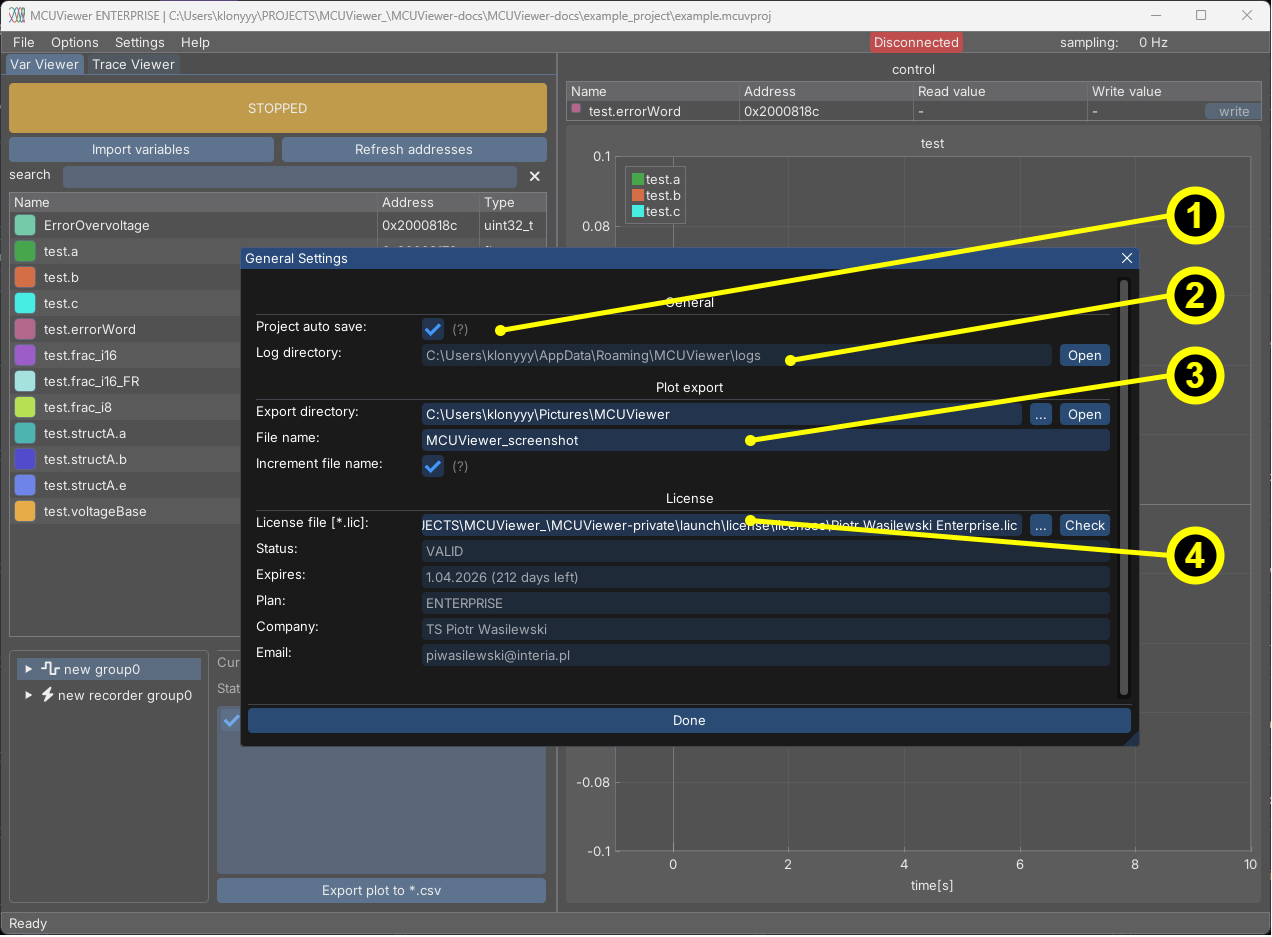 MCUViewer ENTERPRISE | C:\Users\klonyyy\PROJECTS\MCUViewer_\MCUViewer-docs\MCUViewer-docs\example_project\example.mcuvproj
File Options Settings Help Disconnected sampling: 0 Hz
Var Viewer Trace Viewer
STOPPED
Import variables Refresh addresses
search
Name Address Type
ErrorOvervoltage 0x2000818c uint32_t
test.a
test.b
test.c
test.errorWord
test.frac_i16
test.frac_i16_FR
test.frac_i8
test.structA.a
test.structA.b
test.structA.e
test.voltageBase
new group0
new recorder group0
Export plot to *.csv
Ready
control
Name Address Read value Write value
test.errorWord 0x2000818c - - write
test
0.1
0.08
test.a
test.b
test.c
-0.08
-0.1
0 2 4 6 8 10
time[s]
General Settings
General
Project auto save: (?)
Log directory: C:\Users\klonyyy\AppData\Roaming\MCUViewer\logs Open
Plot export
Export directory: C:\Users\klonyyy\Pictures\MCUViewer ... Open
File name: MCUViewer_screenshot
Increment file name: (?)
License
License file [*.lic]: JECTS\MCUViewer_\MCUViewer-private\launch\license\licenses\Piotr Wasilewski Enterprise.lic ... Check
Status: VALID
Expires: 1.04.2026 (212 days left)
Plan: ENTERPRISE
Company: TS Piotr Wasilewski
Email: piwasilewski@interia.pl
Done
1
2
3
4